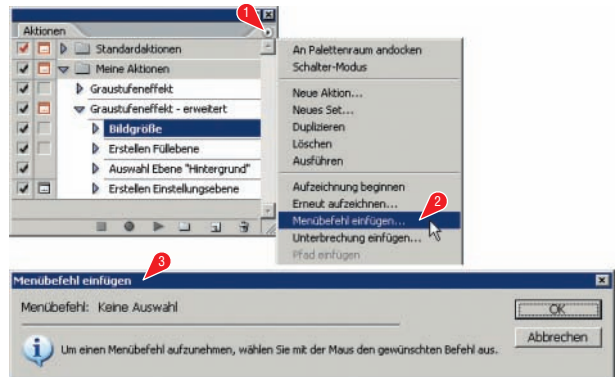 1
Aktionen
Standardaktionen
Meine Aktionen
Graustufeneffekt
Graustufeneffekt - erweitert
Bildgröße
Erstellen Füllebene
Auswahl Ebene "Hintergrund"
Erstellen Einstellungsebene
An Palettenraum andocken
Schalter-Modus
Neue Aktion...
Neues Set...
Duplizieren
Löschen
Ausführen
Aufzeichnung beginnen
Erneut aufzeichnen...
Menübefehl einfügen...
2
Unterbrechung einfügen...
Pfad einfügen
3
Menübefehl einfügen
Menübefehl: Keine Auswahl
OK
Abbrechen
Um einen Menübefehl aufzunehmen, wählen Sie mit der Maus den gewünschten Befehl aus.